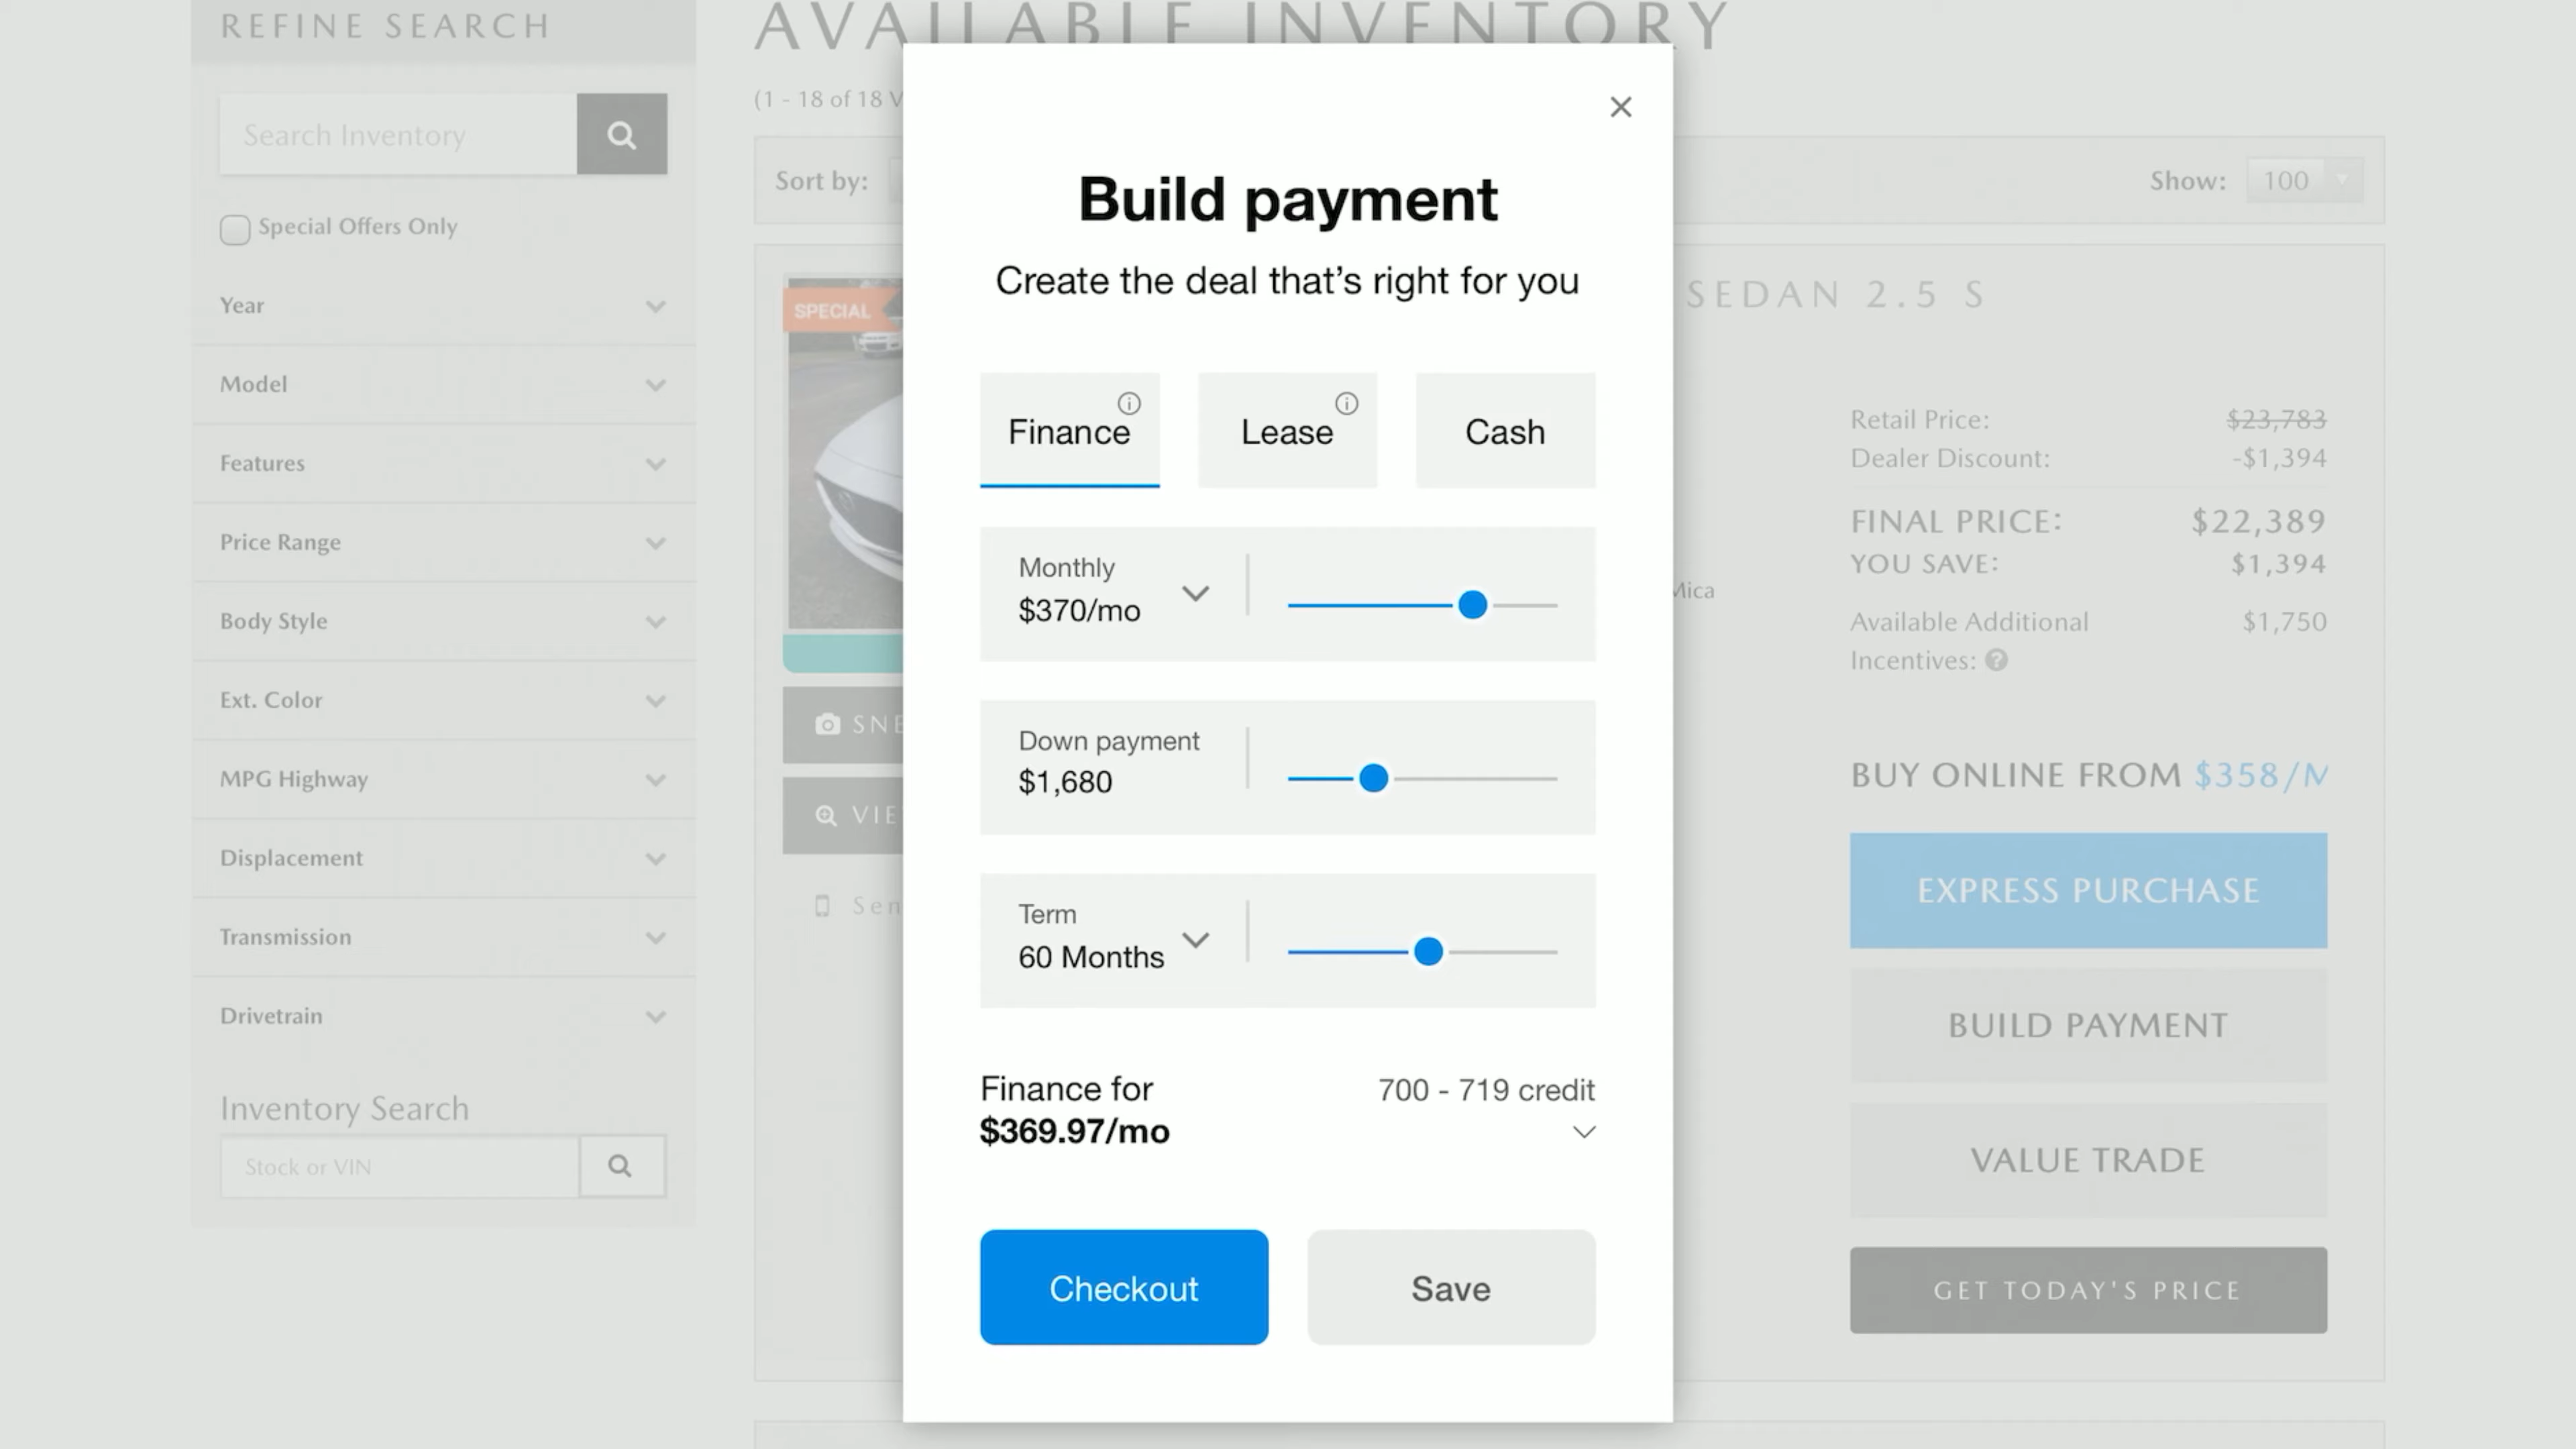 REFINE SEARCH
Search Inventory
Special Offers Only
Year
Model
Features
Price Range
Body Style
Ext. Color
MPG Highway
Displacement
Transmission
Drivetrain
Inventory Search
Stock or VIN
AVAILABLE INVENTORY
(1 - 18 of 18 V
Sort by:
Show: 100
SPECIAL
SEDAN 2.5 S
Mica
SNE
VIE
Sen
Retail Price: $23,783
Dealer Discount: -$1,394
FINAL PRICE: $22,389
YOU SAVE: $1,394
Available Additional $1,750
Incentives: ?
BUY ONLINE FROM $358/M
EXPRESS PURCHASE
BUILD PAYMENT
VALUE TRADE
GET TODAY'S PRICE
Build payment
Create the deal that’s right for you
Finance
Lease
Cash
Monthly
$370/mo
Down payment
$1,680
Term
60 Months
Finance for 700 - 719 credit
$369.97/mo
Checkout
Save